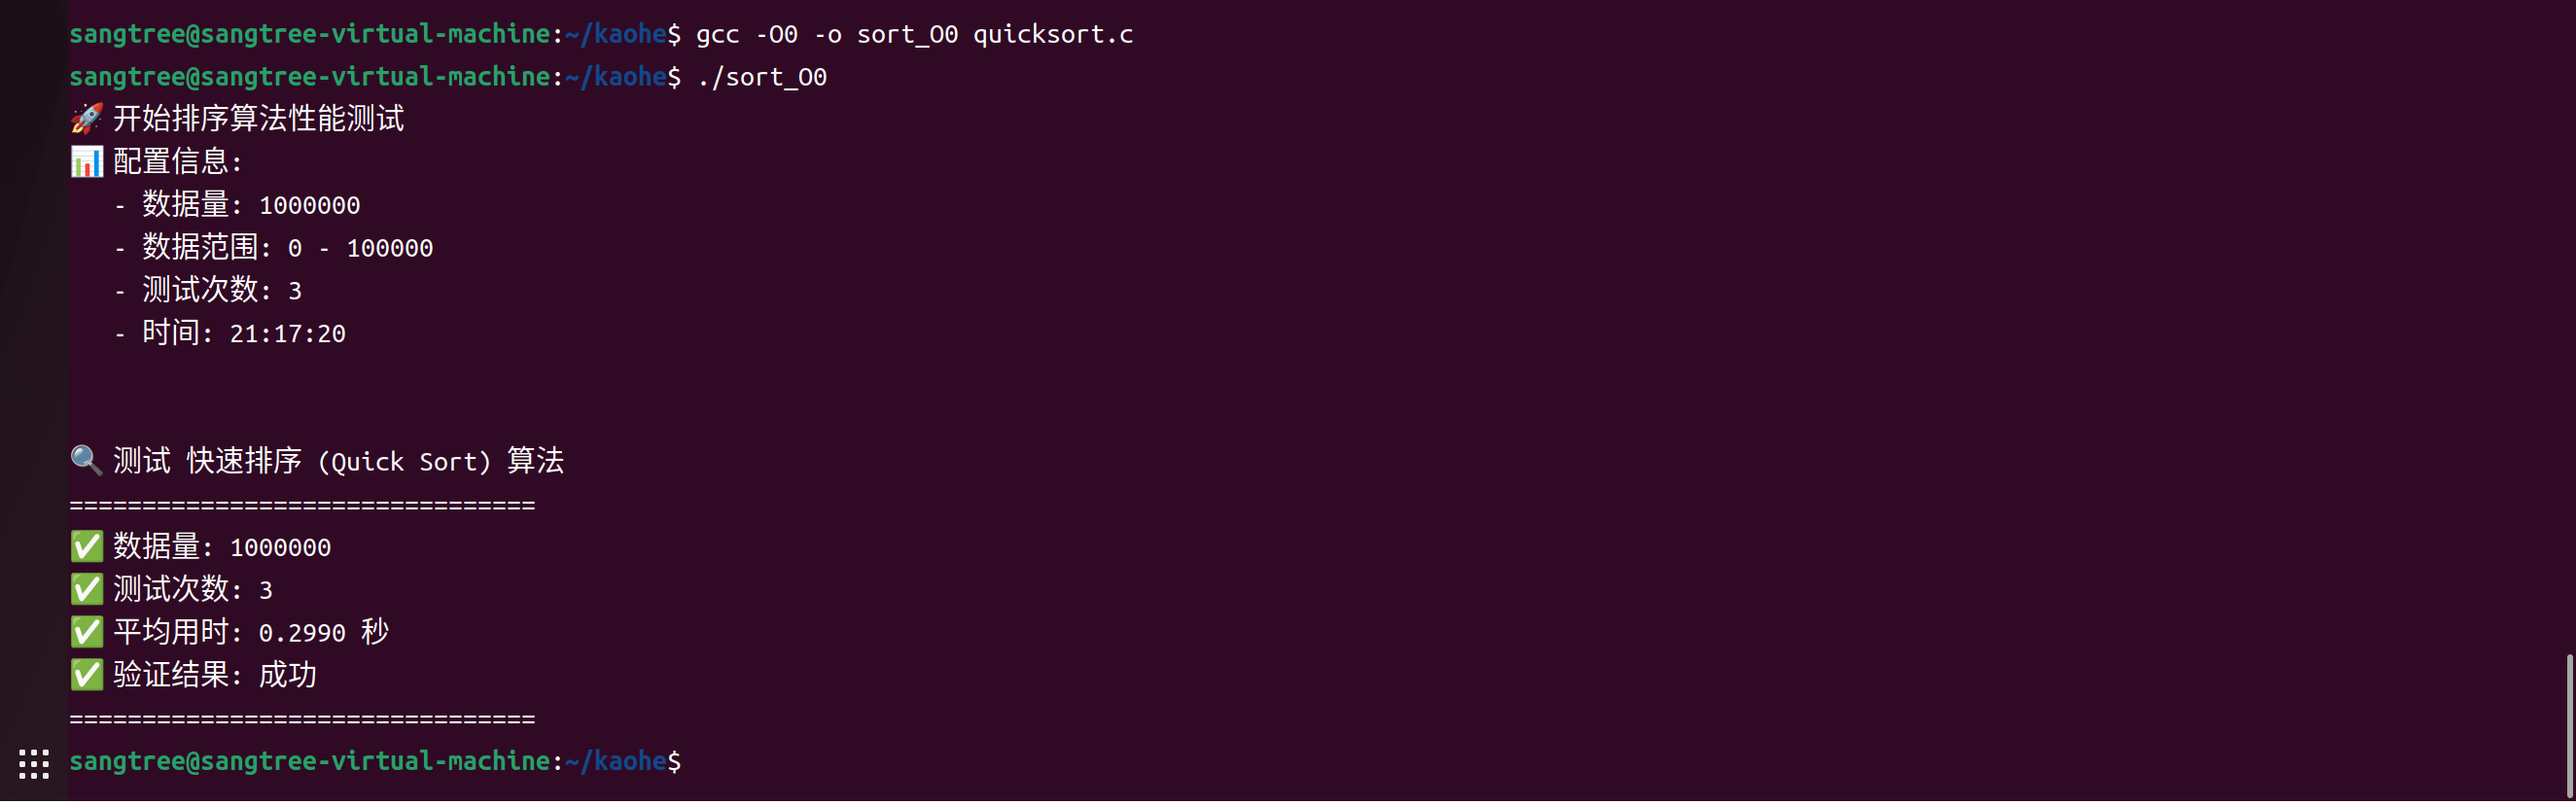 sangtree@sangtree-virtual-machine:~/kaohe$ gcc -O0 -o sort_O0 quicksort.c
sangtree@sangtree-virtual-machine:~/kaohe$ ./sort_O0
🚀 开始排序算法性能测试
📊 配置信息:
   - 数据量: 1000000
   - 数据范围: 0 - 100000
   - 测试次数: 3
   - 时间: 21:17:20
🔍 测试 快速排序 (Quick Sort) 算法
================================
✅ 数据量: 1000000
✅ 测试次数: 3
✅ 平均用时: 0.2990 秒
✅ 验证结果: 成功
================================
sangtree@sangtree-virtual-machine:~/kaohe$